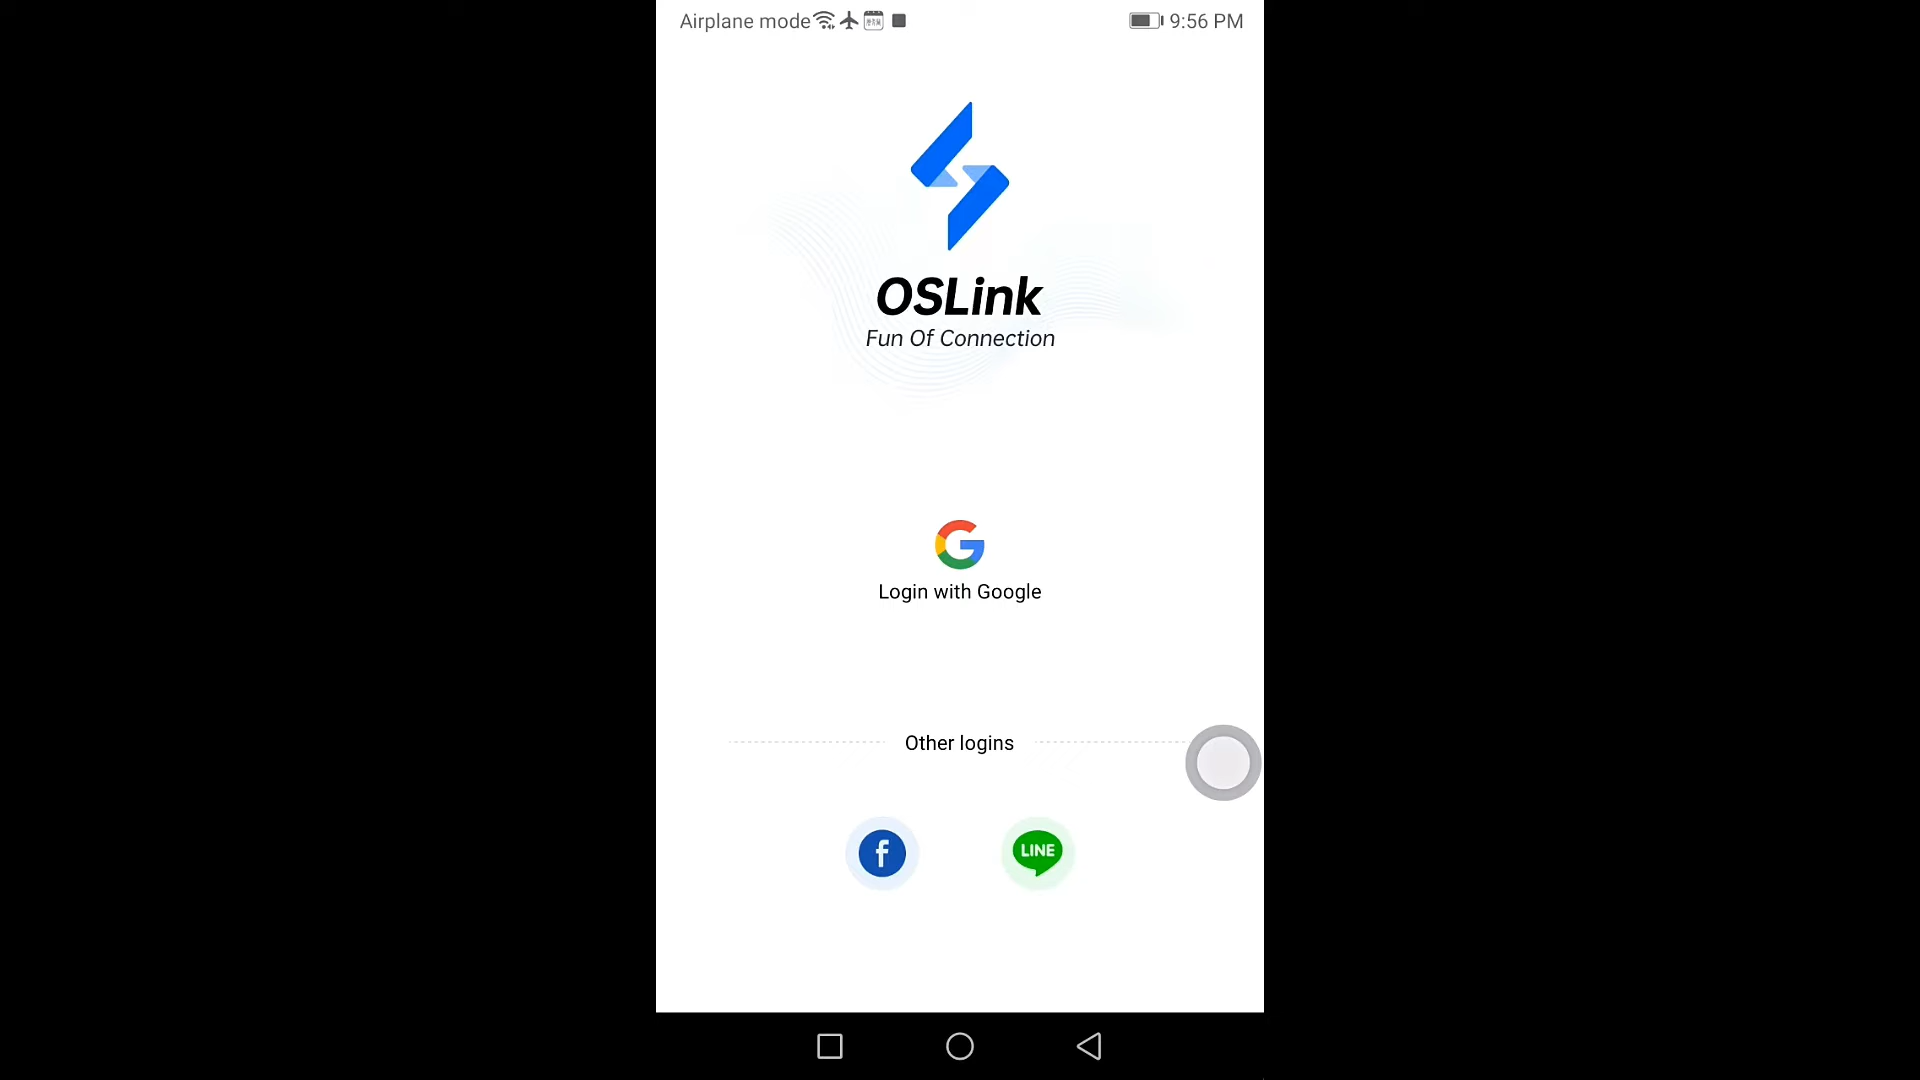 Airplane mode 9:56 PM
OSLink
Fun Of Connection
Login with Google
Other logins
f
LINE